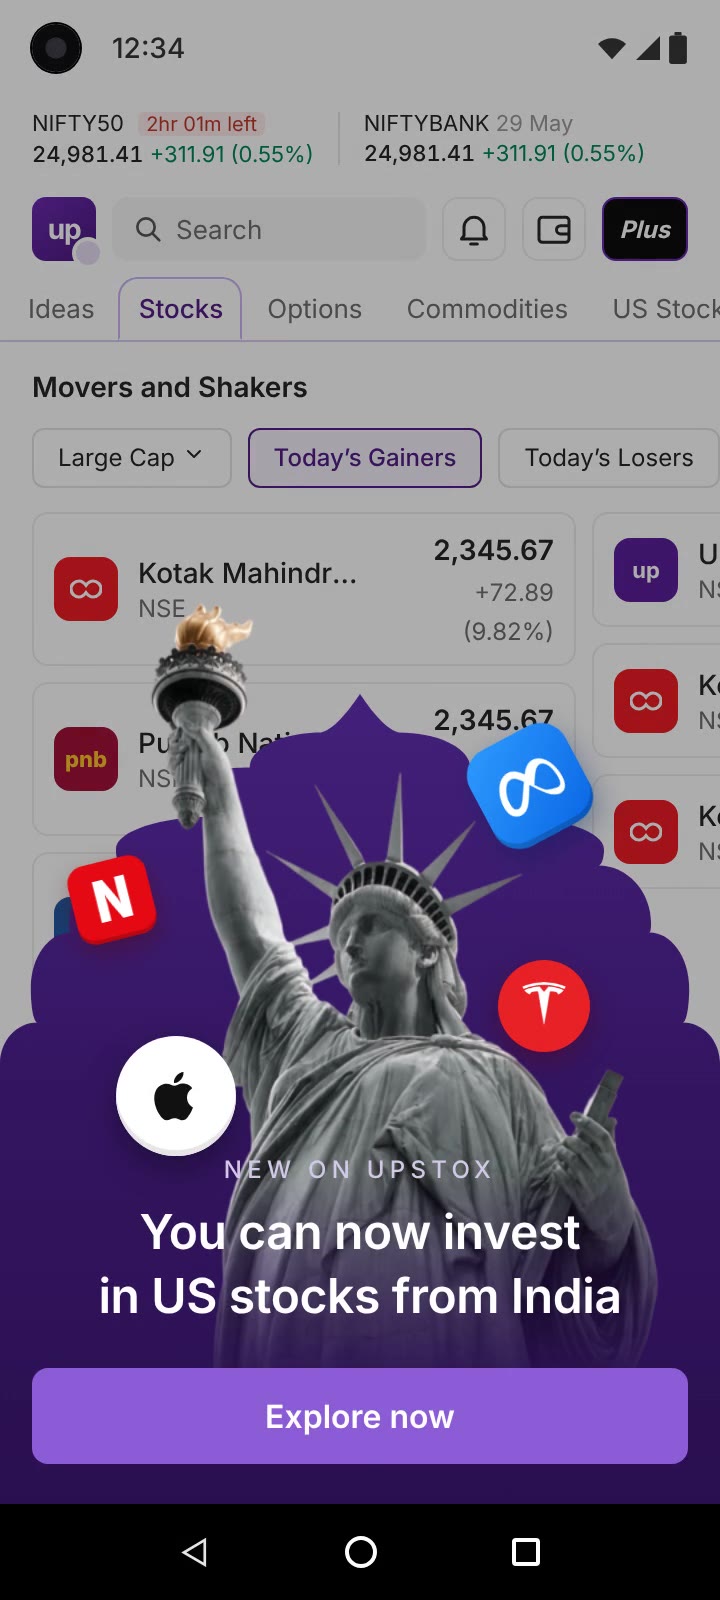 12:34
NIFTY50 2hr 01m left
24,981.41 +311.91 (0.55%)
NIFTYBANK 29 May
24,981.41 +311.91 (0.55%)
up
Search
Plus
Ideas
Stocks
Options
Commodities
US Stock
Movers and Shakers
Large Cap
Today's Gainers
Today's Losers
Kotak Mahindr...
NSE
2,345.67
+72.89
(9.82%)
up
U
NS
pnb
2,345.67
K
NS
N
K
NS
NEW ON UPSTOX
You can now invest
in US stocks from India
Explore now